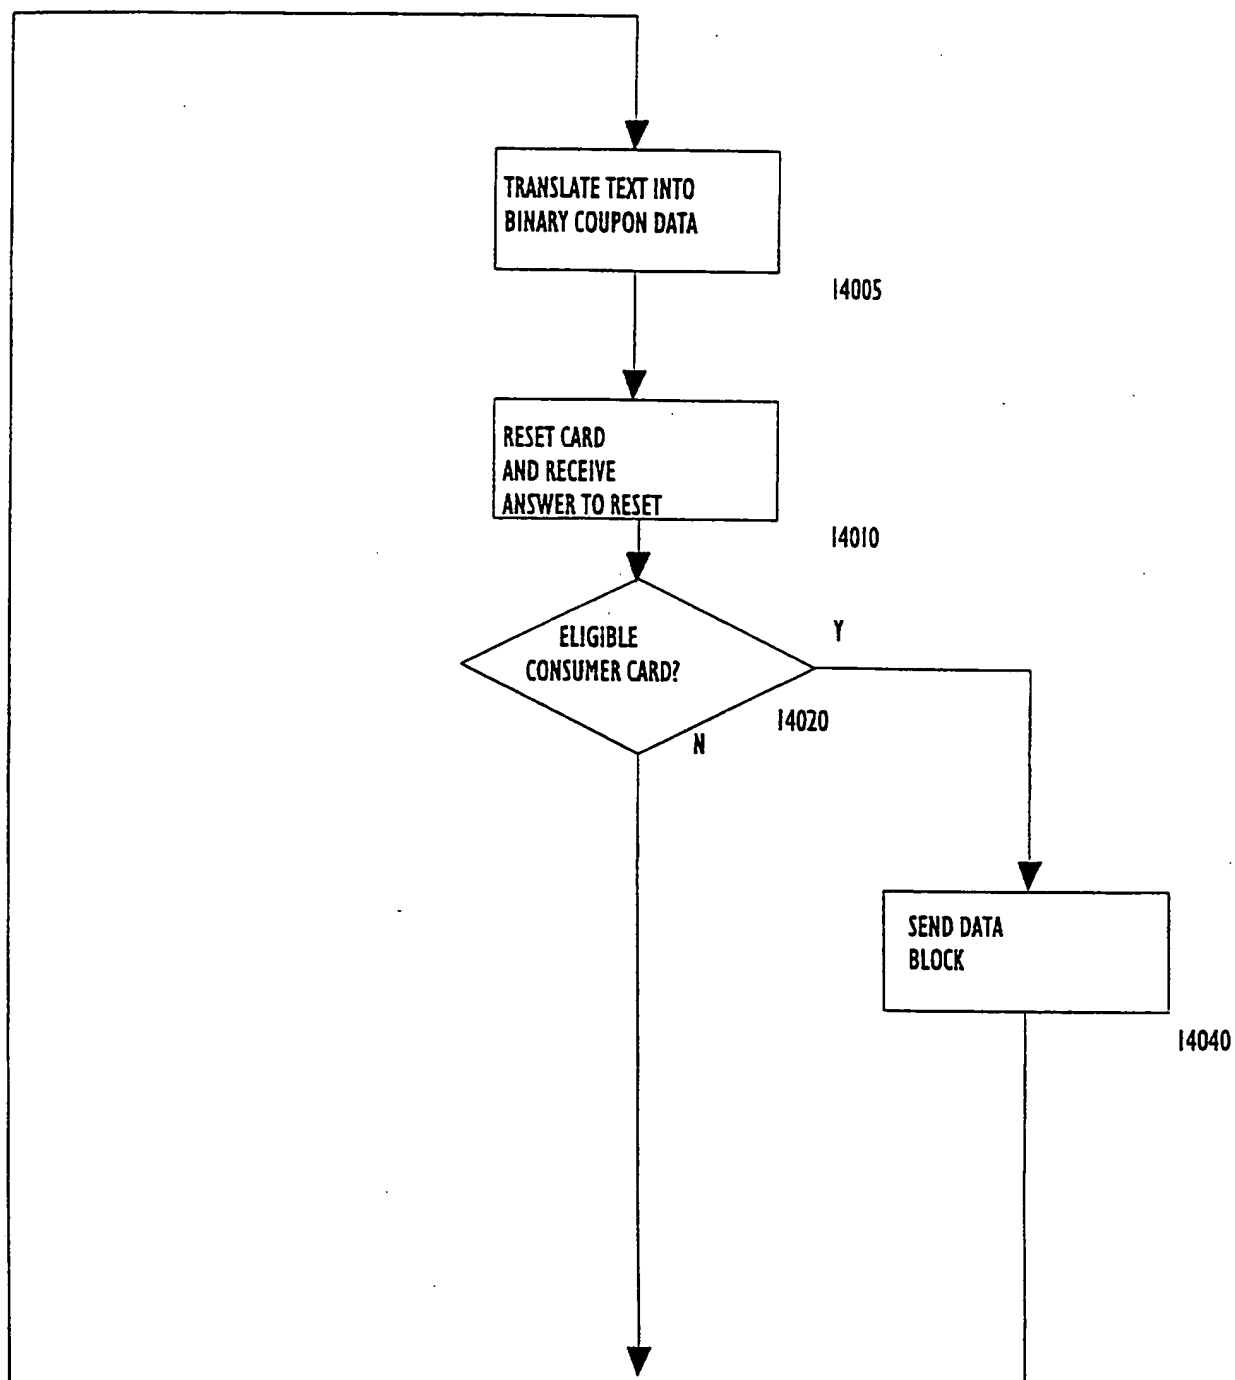 TRANSLATE TEXT INTO
BINARY COUPON DATA
14005
RESET CARD
AND RECEIVE
ANSWER TO RESET
14010
ELIGIBLE
CONSUMER CARD?
Y
14020
N
SEND DATA
BLOCK
14040